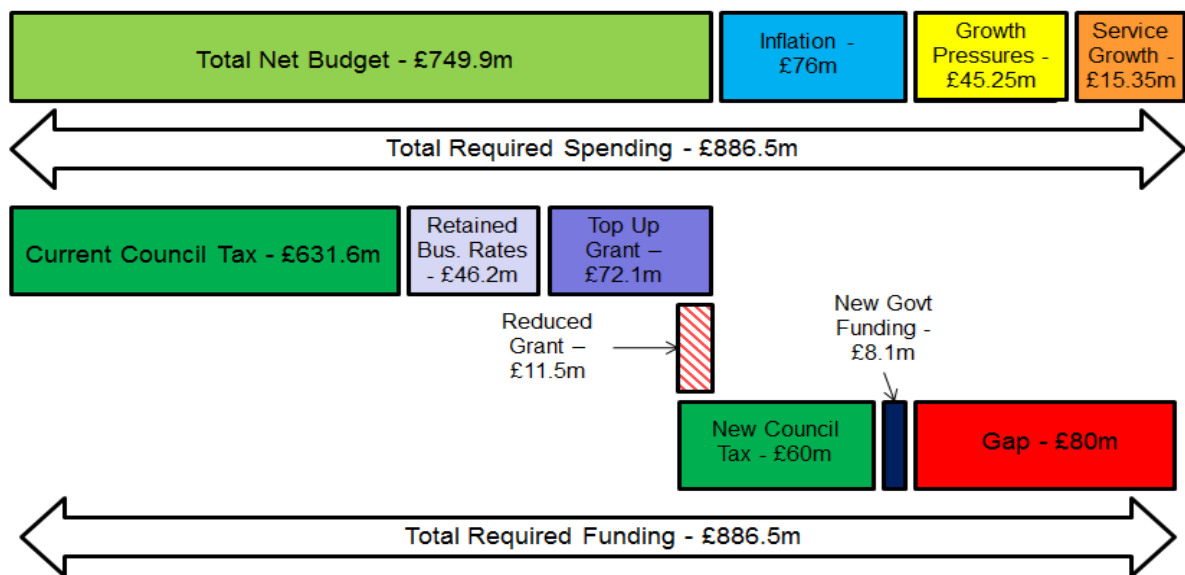 Total Net Budget - £749.9m
Inflation -
£76m
Growth
Pressures -
£45.25m
Service
Growth -
£15.35m
Total Required Spending - £886.5m
Current Council Tax - £631.6m
Retained
Bus. Rates
- £46.2m
Top Up
Grant –
£72.1m
Reduced
Grant –
£11.5m
New Govt
Funding -
£8.1m
New Council
Tax - £60m
Gap - £80m
Total Required Funding - £886.5m